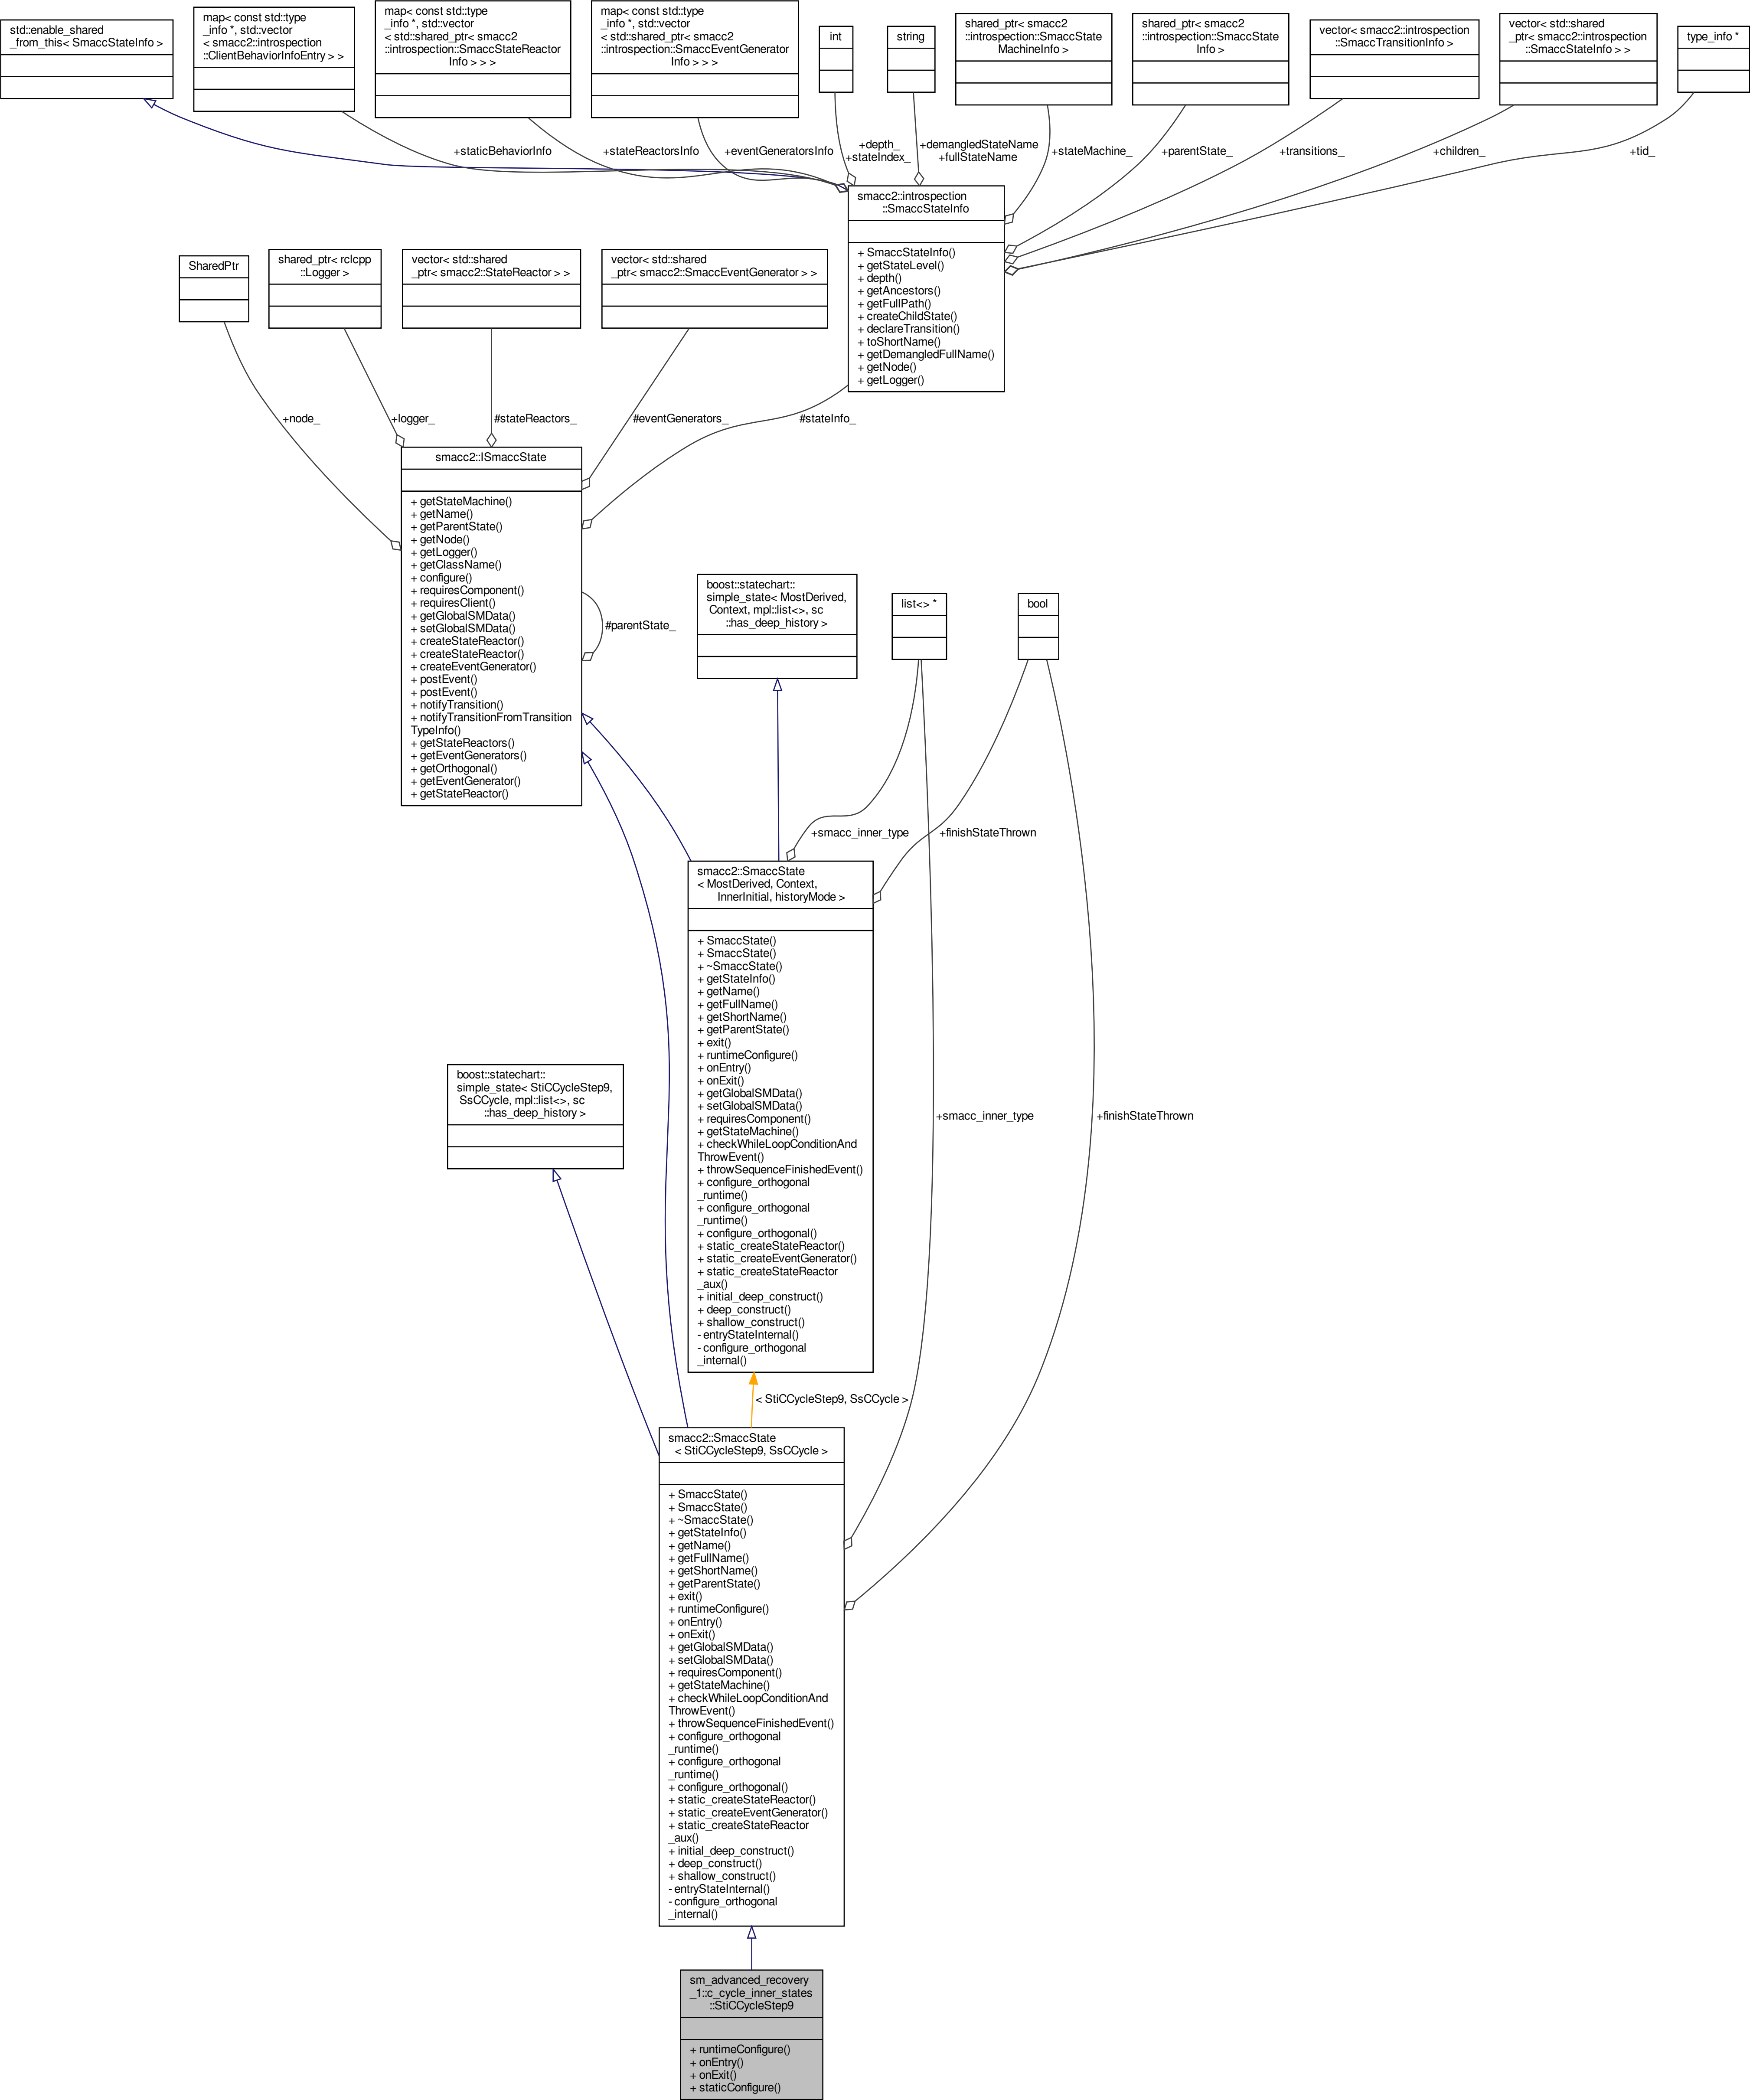 std::enable_shared
_from_this< SmaccStateInfo >
map< const std::type
_info *, std::vector
< smacc2::introspection
::ClientBehaviorInfoEntry > >
map< const std::type
_info *, std::vector
< std::shared_ptr< smacc2
::introspection::SmaccStateReactor
Info > > >
map< const std::type
_info *, std::vector
< std::shared_ptr< smacc2
::introspection::SmaccEventGenerator
Info > > >
int
string
shared_ptr< smacc2
::introspection::SmaccState
MachineInfo >
shared_ptr< smacc2
::introspection::SmaccState
Info >
vector< smacc2::introspection
::SmaccTransitionInfo >
vector< std::shared
_ptr< smacc2::introspection
::SmaccStateInfo > >
type_info *
+staticBehaviorInfo
+stateReactorsInfo
+eventGeneratorsInfo
+depth_
+stateIndex_
+demangledStateName
+fullStateName
+stateMachine_
+parentState_
+transitions_
+children_
+tid_
smacc2::introspection
::SmaccStateInfo
+ SmaccStateInfo()
+ getStateLevel()
+ depth()
+ getAncestors()
+ getFullPath()
+ createChildState()
+ declareTransition()
+ toShortName()
+ getDemangledFullName()
+ getNode()
+ getLogger()
SharedPtr
shared_ptr< rclcpp
::Logger >
vector< std::shared
_ptr< smacc2::StateReactor > >
vector< std::shared
_ptr< smacc2::SmaccEventGenerator > >
+node_
+logger_
#stateReactors_
#eventGenerators_
#stateInfo_
smacc2::ISmaccState
+ getStateMachine()
+ getName()
+ getParentState()
+ getNode()
+ getLogger()
+ getClassName()
+ configure()
+ requiresComponent()
+ requiresClient()
+ getGlobalSMData()
+ setGlobalSMData()
+ createStateReactor()
+ createStateReactor()
+ createEventGenerator()
+ postEvent()
+ postEvent()
+ notifyTransition()
+ notifyTransitionFromTransition
TypeInfo()
+ getStateReactors()
+ getEventGenerators()
+ getOrthogonal()
+ getEventGenerator()
+ getStateReactor()
#parentState_
boost::statechart::
simple_state< MostDerived,
Context, mpl::list<>, sc
::has_deep_history >
list<> *
bool
+smacc_inner_type
+finishStateThrown
smacc2::SmaccState
< MostDerived, Context,
InnerInitial, historyMode >
+ SmaccState()
+ SmaccState()
+ ~SmaccState()
+ getStateInfo()
+ getName()
+ getFullName()
+ getShortName()
+ getParentState()
+ exit()
+ runtimeConfigure()
+ onEntry()
+ onExit()
+ getGlobalSMData()
+ setGlobalSMData()
+ requiresComponent()
+ getStateMachine()
+ checkWhileLoopConditionAnd
ThrowEvent()
+ throwSequenceFinishedEvent()
+ configure_orthogonal
_runtime()
+ configure_orthogonal
_runtime()
+ configure_orthogonal()
+ static_createStateReactor()
+ static_createEventGenerator()
+ static_createStateReactor
_aux()
+ initial_deep_construct()
+ deep_construct()
+ shallow_construct()
- entryStateInternal()
- configure_orthogonal
_internal()
boost::statechart::
simple_state< StiCCycleStep9,
SsCCycle, mpl::list<>, sc
::has_deep_history >
+smacc_inner_type
+finishStateThrown
< StiCCycleStep9, SsCCycle >
smacc2::SmaccState
< StiCCycleStep9, SsCCycle >
+ SmaccState()
+ SmaccState()
+ ~SmaccState()
+ getStateInfo()
+ getName()
+ getFullName()
+ getShortName()
+ getParentState()
+ exit()
+ runtimeConfigure()
+ onEntry()
+ onExit()
+ getGlobalSMData()
+ setGlobalSMData()
+ requiresComponent()
+ getStateMachine()
+ checkWhileLoopConditionAnd
ThrowEvent()
+ throwSequenceFinishedEvent()
+ configure_orthogonal
_runtime()
+ configure_orthogonal
_runtime()
+ configure_orthogonal()
+ static_createStateReactor()
+ static_createEventGenerator()
+ static_createStateReactor
_aux()
+ initial_deep_construct()
+ deep_construct()
+ shallow_construct()
- entryStateInternal()
- configure_orthogonal
_internal()
sm_advanced_recovery
_1::c_cycle_inner_states
::StiCCycleStep9
+ runtimeConfigure()
+ onEntry()
+ onExit()
+ staticConfigure()